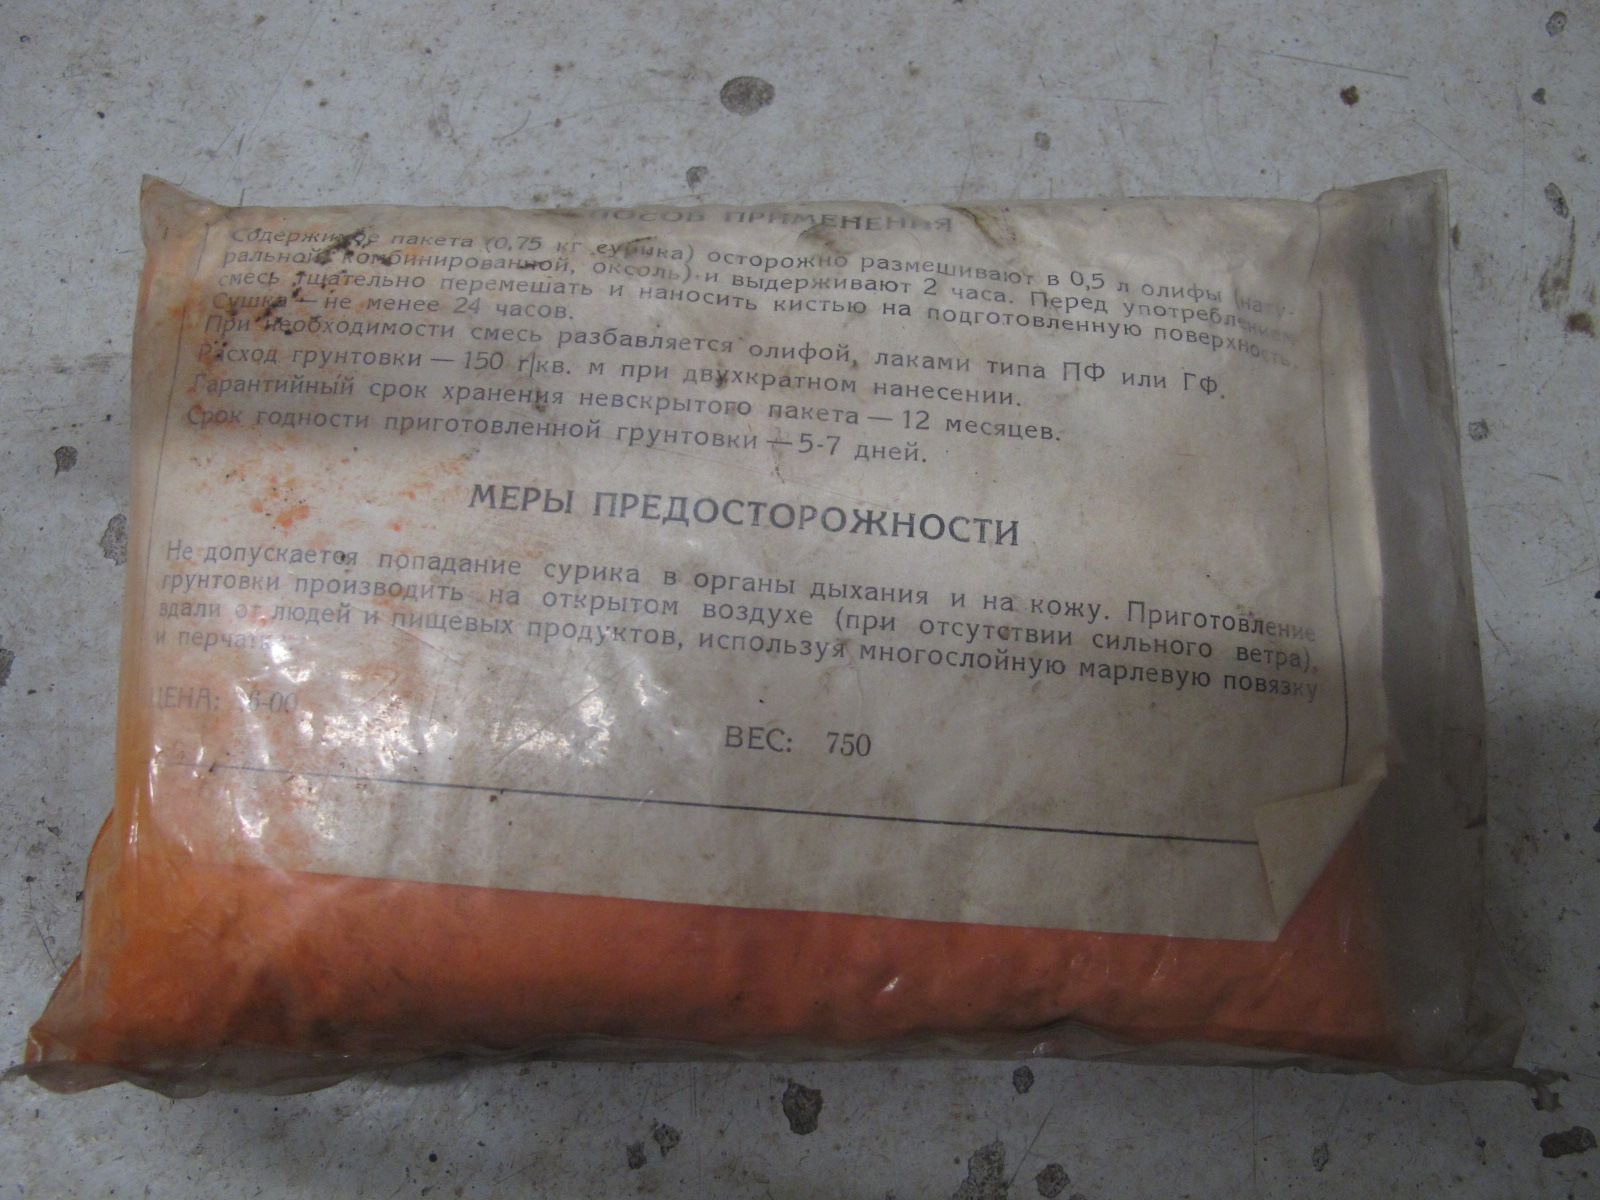 СПОСОБ ПРИМЕНЕНИЯ
Содержимое пакета (0,75 кг сурика) осторожно размешивают в 0,5 л олифы (нату-
ральной, комбинированной, оксоль) и выдерживают 2 часа. Перед употреблением
смесь тщательно перемешать и наносить кистью на подготовленную поверхность.
Сушка — не менее 24 часов.
При необходимости смесь разбавляется олифой, лаками типа ПФ или ГФ.
Расход грунтовки — 150 г/кв. м при двухкратном нанесении.
Гарантийный срок хранения невскрытого пакета — 12 месяцев.
Срок годности приготовленной грунтовки — 5-7 дней.
МЕРЫ ПРЕДОСТОРОЖНОСТИ
Не допускается попадание сурика в органы дыхания и на кожу. Приготовление
грунтовки производить на открытом воздухе (при отсутствии сильного ветра),
вдали от людей и пищевых продуктов, используя многослойную марлевую повязку
и перчатки.
ЦЕНА: 6-00
ВЕС: 750